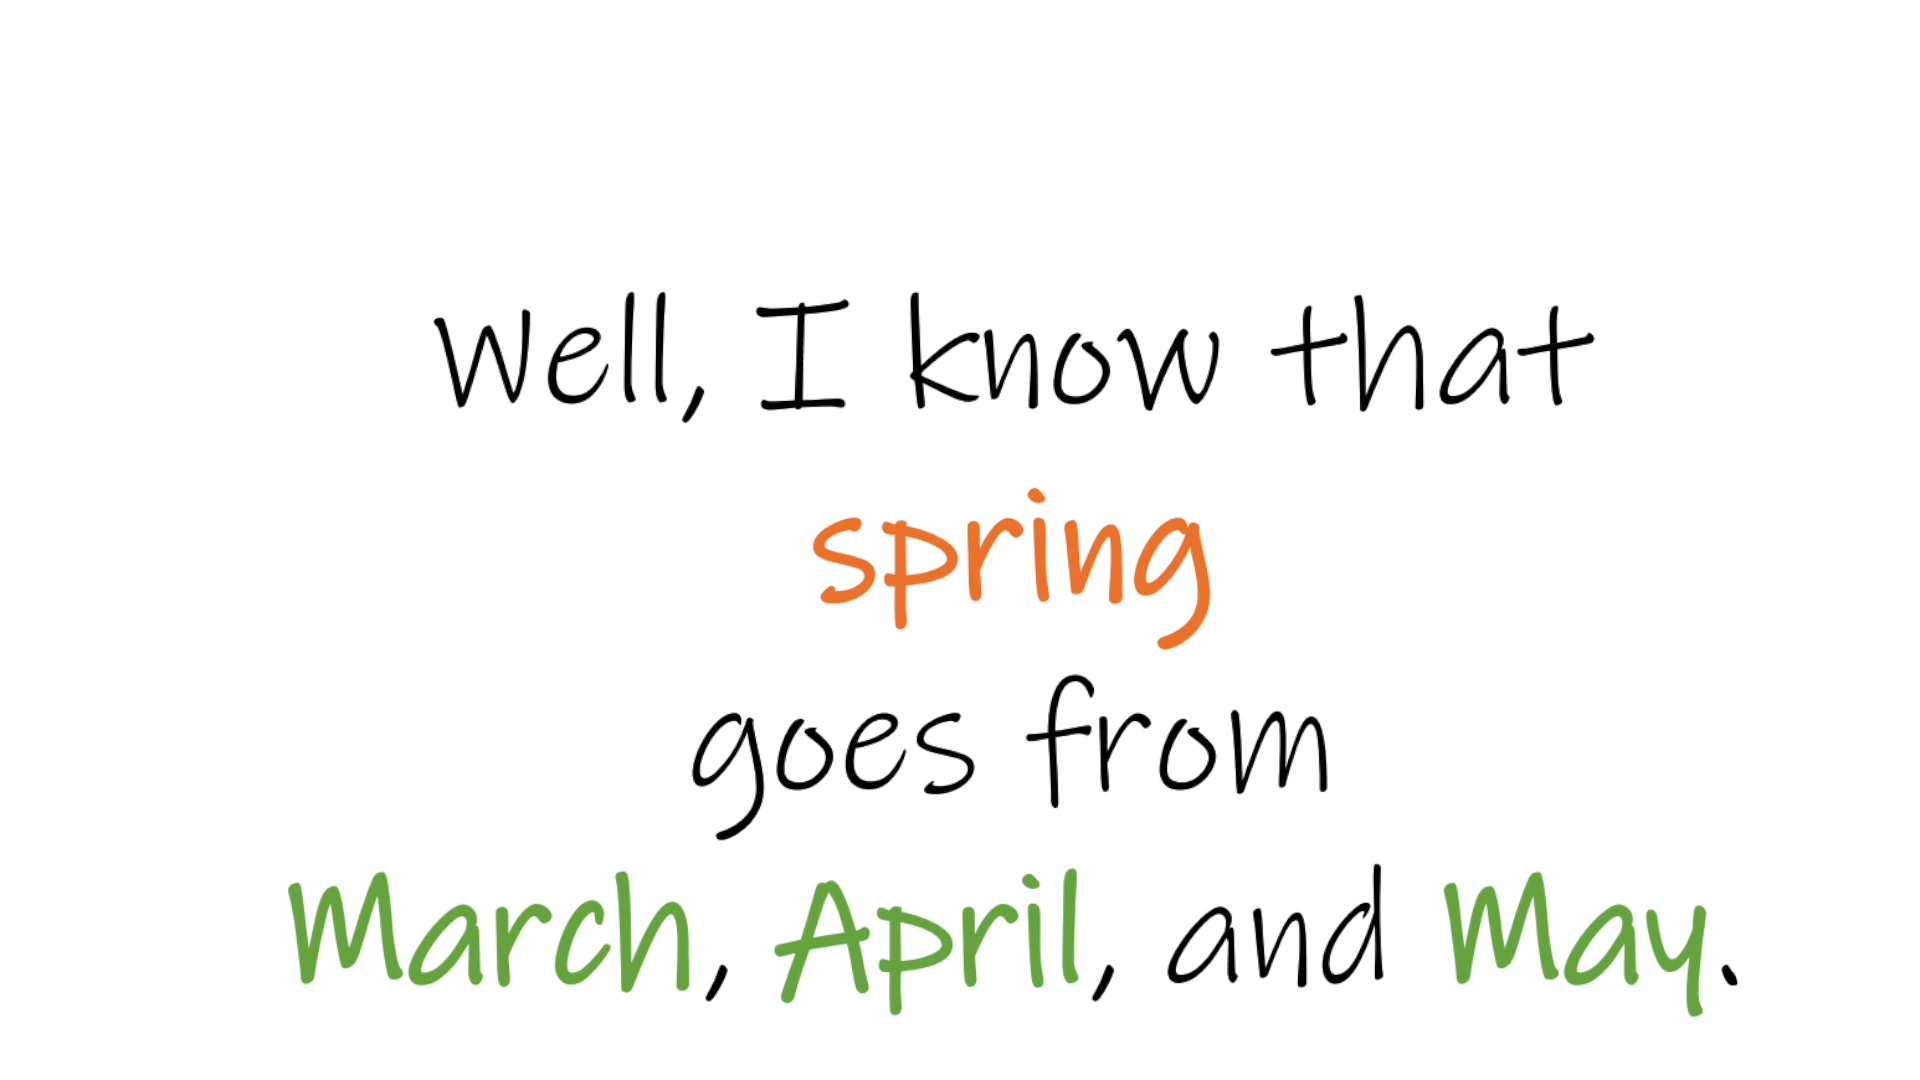 Well, I know that
spring
goes from
March, April, and May.